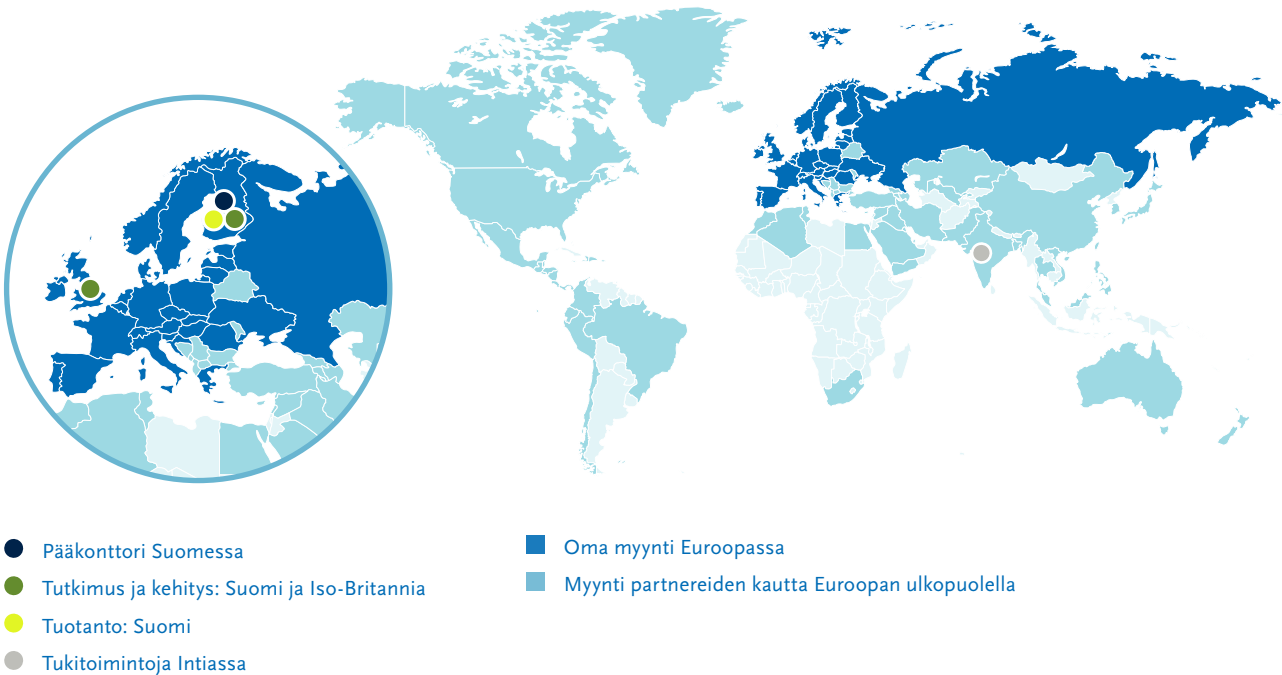 Pääkonttori Suomessa
Tutkimus ja kehitys: Suomi ja Iso-Britannia
Tuotanto: Suomi
Tukitoimintoja Intiassa
Oma myynti Euroopassa
Myynti partnereiden kautta Euroopan ulkopuolella